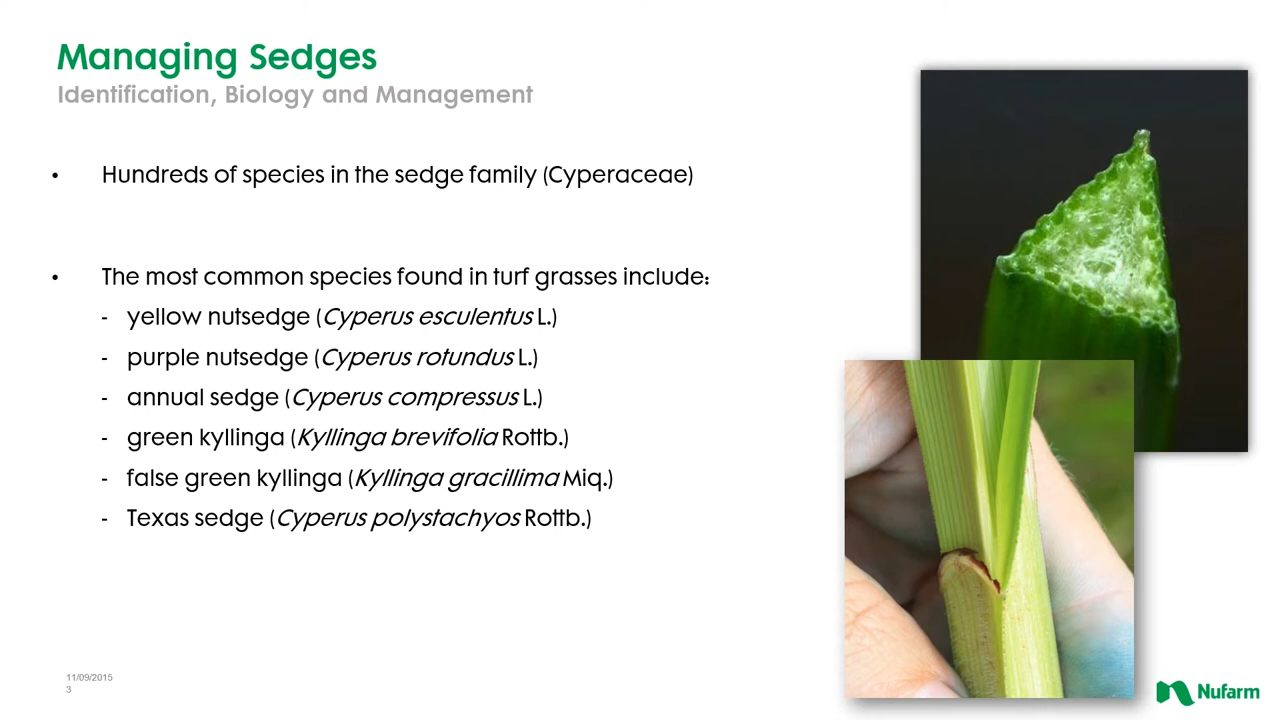 Managing Sedges
Identification, Biology and Management
• Hundreds of species in the sedge family (Cyperaceae)
• The most common species found in turf grasses include:
- yellow nutsedge (Cyperus esculentus L.)
- purple nutsedge (Cyperus rotundus L.)
- annual sedge (Cyperus compressus L.)
- green kyllinga (Kyllinga brevifolia Rottb.)
- false green kyllinga (Kyllinga gracillima Miq.)
- Texas sedge (Cyperus polystachyos Rottb.)
11/09/2015
3
Nufarm